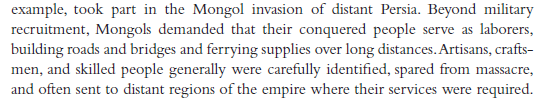 example, took part in the Mongol invasion of distant Persia. Beyond military
recruitment, Mongols demanded that their conquered people serve as laborers,
building roads and bridges and ferrying supplies over long distances. Artisans, crafts-
men, and skilled people generally were carefully identified, spared from massacre,
and often sent to distant regions of the empire where their services were required.